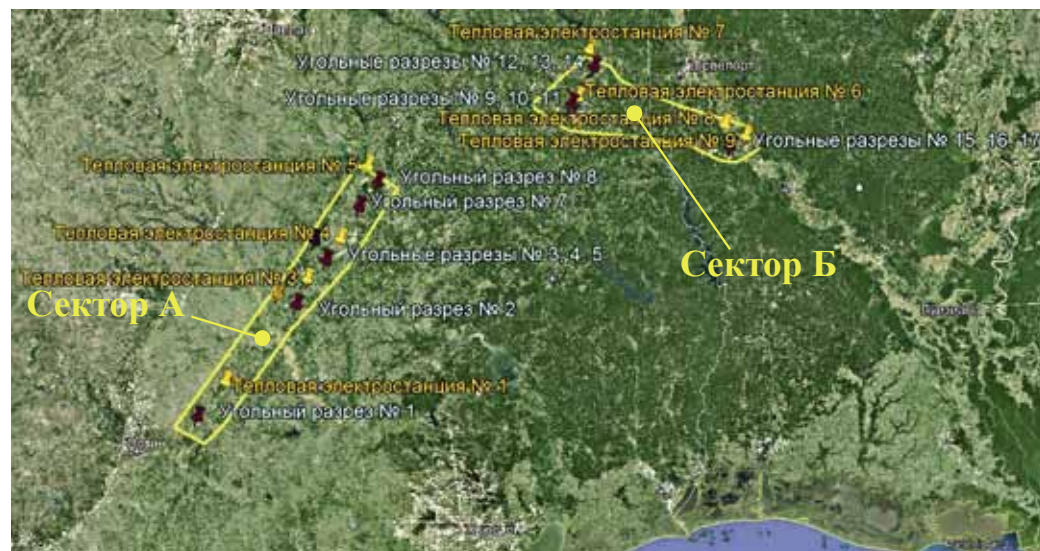 Даллас
Тепловая электростанция № 7
Угольные разрезы № 12, 13, 14
Шревпорт
Угольные разрезы № 9, 10, 11
Тепловая электростанция № 6
Тепловая электростанция № 8
Тепловая электростанция № 9
Угольные разрезы № 15, 16, 17
Тепловая электростанция № 5
Угольный разрез № 8
Угольный разрез № 7
Тепловая электростанция № 4
Угольные разрезы № 3, 4, 5
Сектор Б
Тепловая электростанция № 3
Сектор А
Угольный разрез № 2
Тепловая электростанция № 1
Угольный разрез № 1
Остин